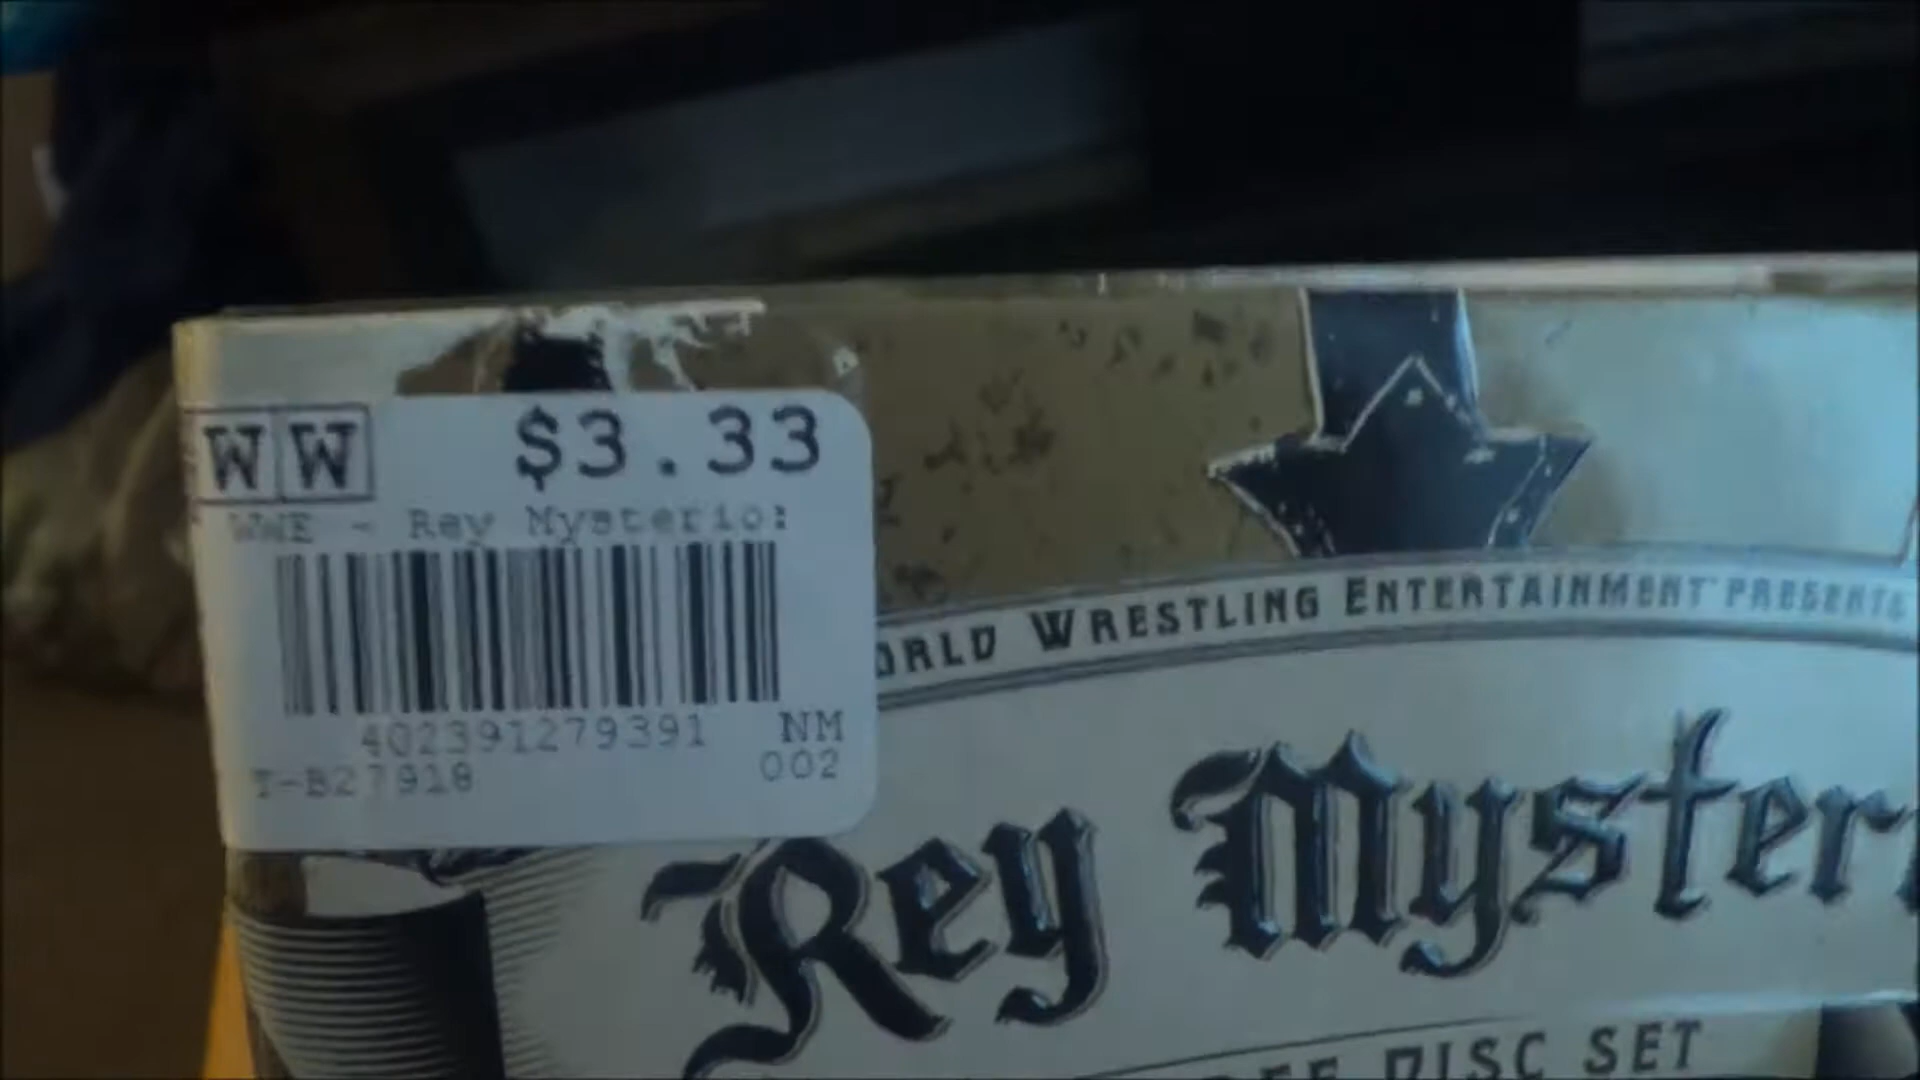 WW $3.33
WWE - Rey Mysterio:
402391279391 NM
T-B27918 002
ORLD WRESTLING ENTERTAINMENT PRESENTS
Rey Myster
DISC SET